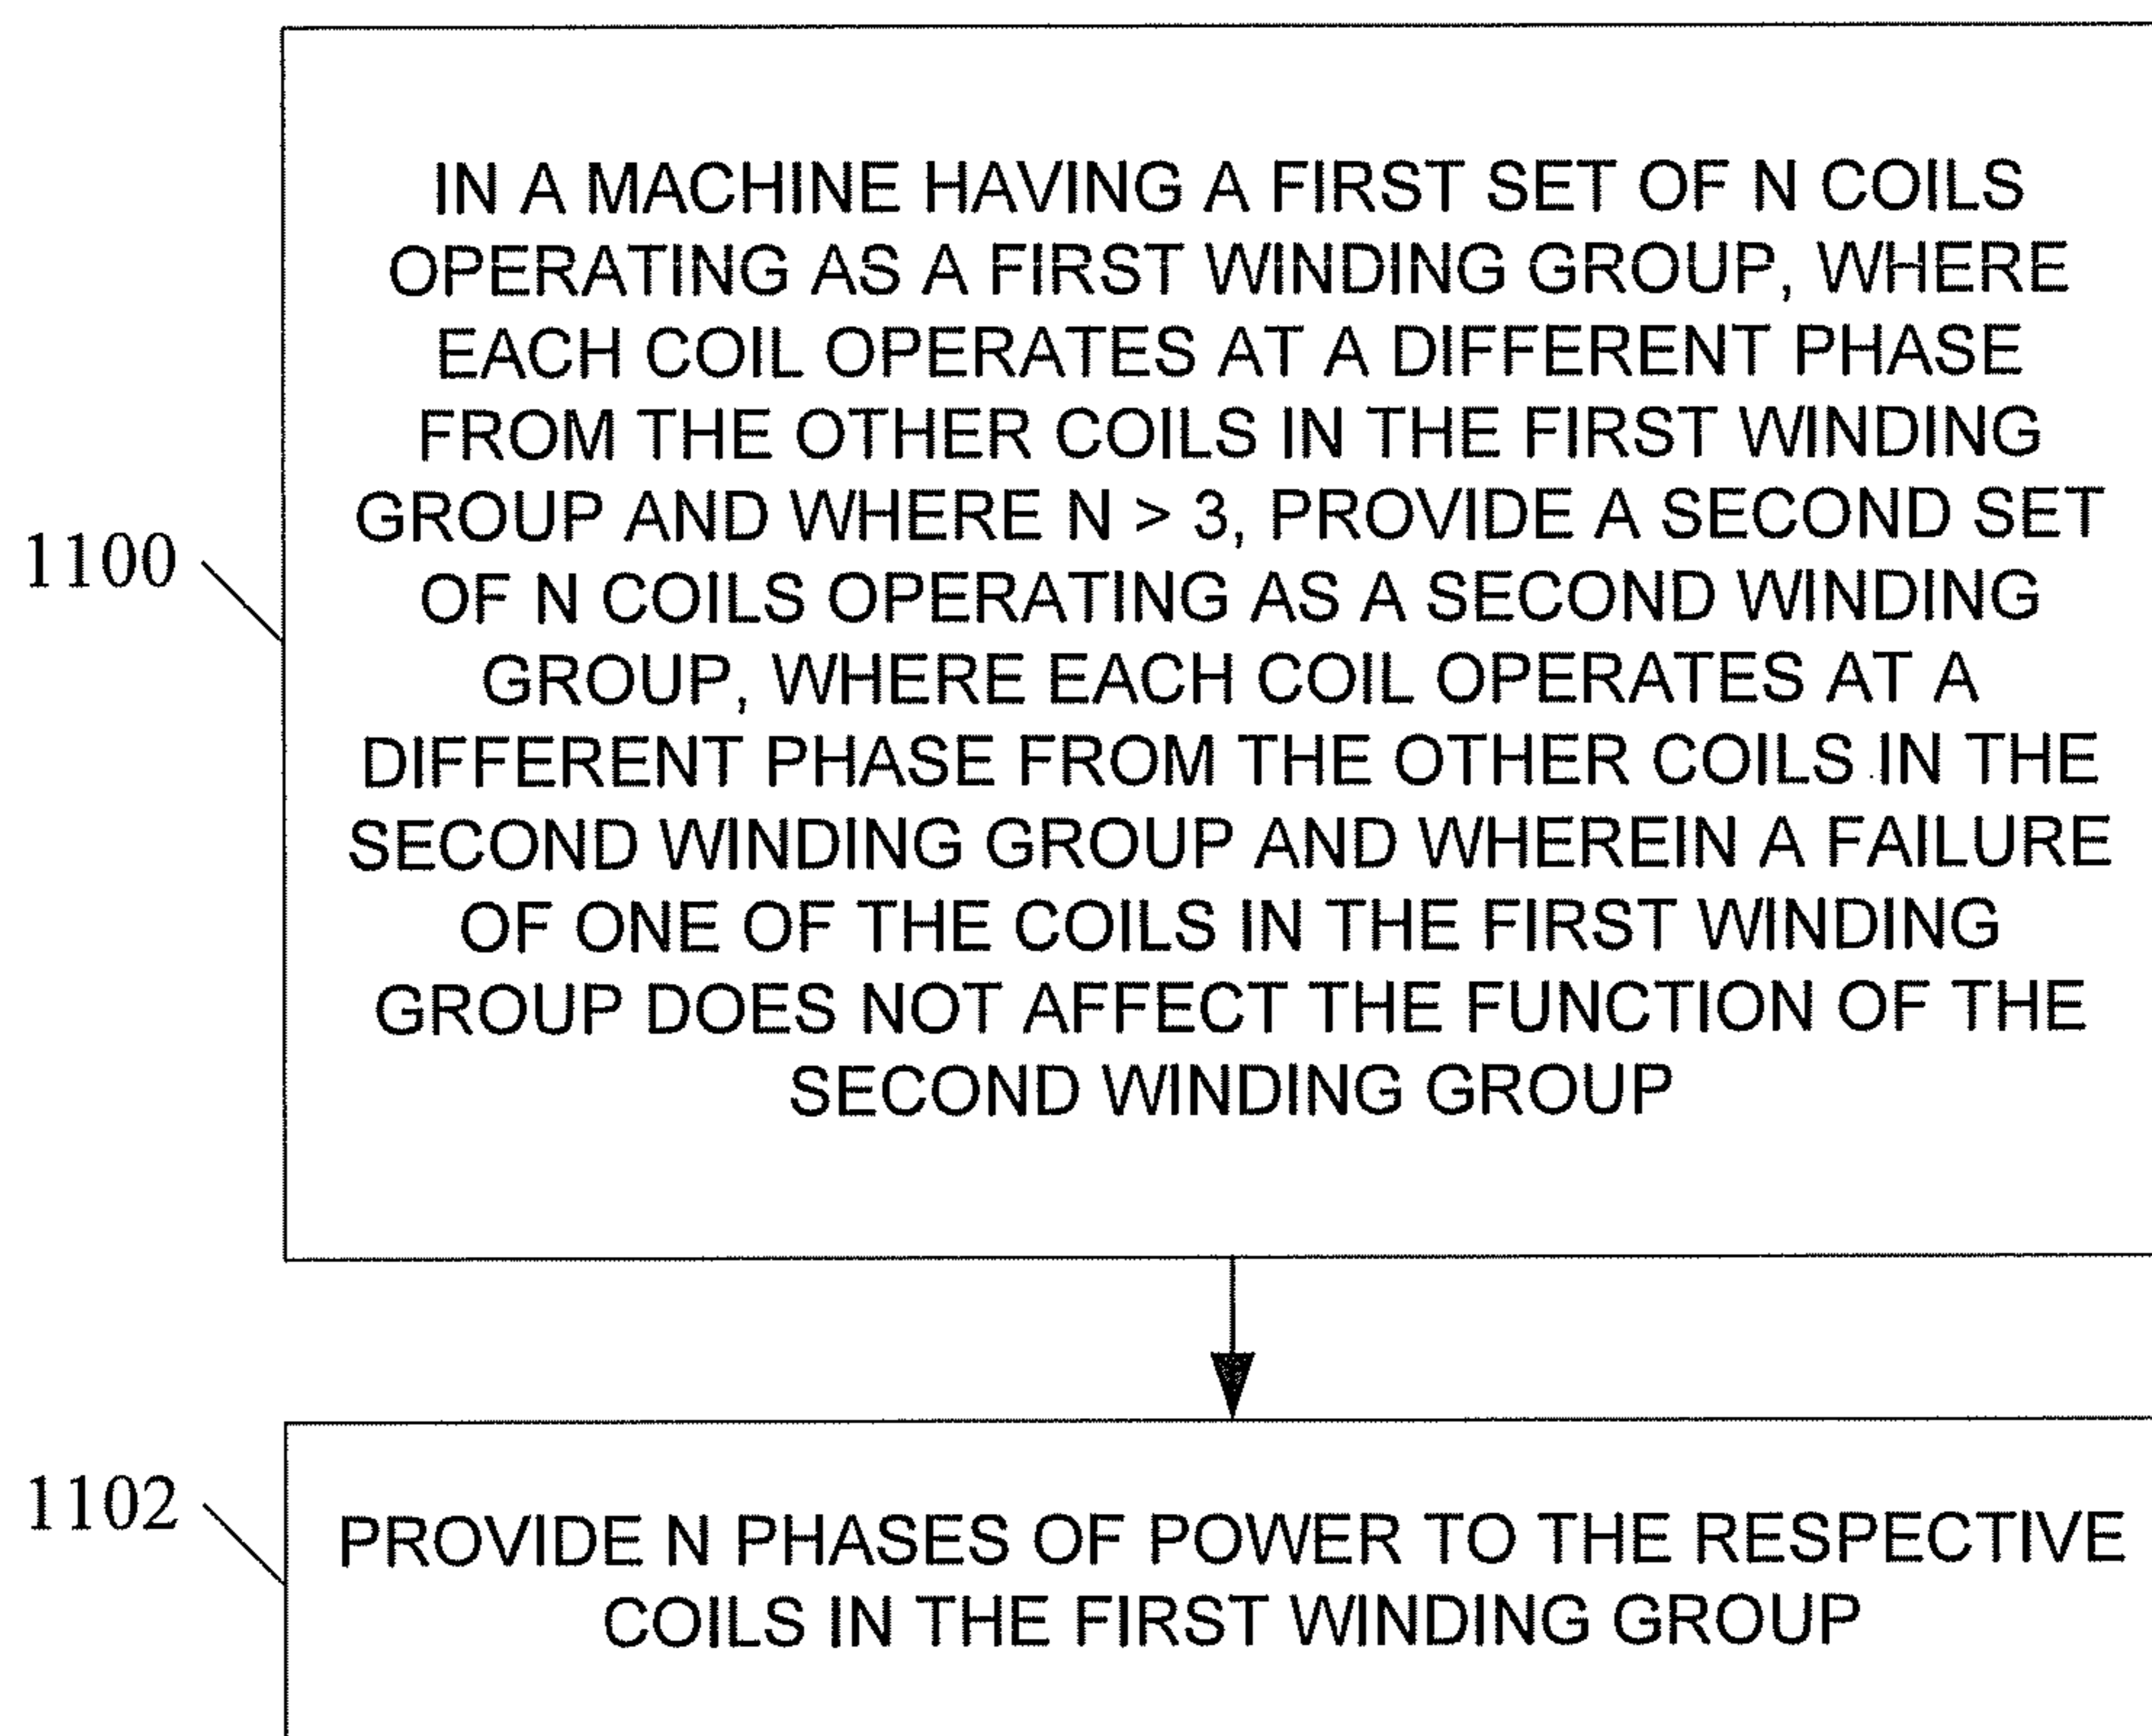 IN A MACHINE HAVING A FIRST SET OF N COILS
OPERATING AS A FIRST WINDING GROUP, WHERE
EACH COIL OPERATES AT A DIFFERENT PHASE
FROM THE OTHER COILS IN THE FIRST WINDING
GROUP AND WHERE N > 3, PROVIDE A SECOND SET
OF N COILS OPERATING AS A SECOND WINDING
GROUP, WHERE EACH COIL OPERATES AT A
DIFFERENT PHASE FROM THE OTHER COILS IN THE
SECOND WINDING GROUP AND WHEREIN A FAILURE
OF ONE OF THE COILS IN THE FIRST WINDING
GROUP DOES NOT AFFECT THE FUNCTION OF THE
SECOND WINDING GROUP
1100
1102
PROVIDE N PHASES OF POWER TO THE RESPECTIVE
COILS IN THE FIRST WINDING GROUP